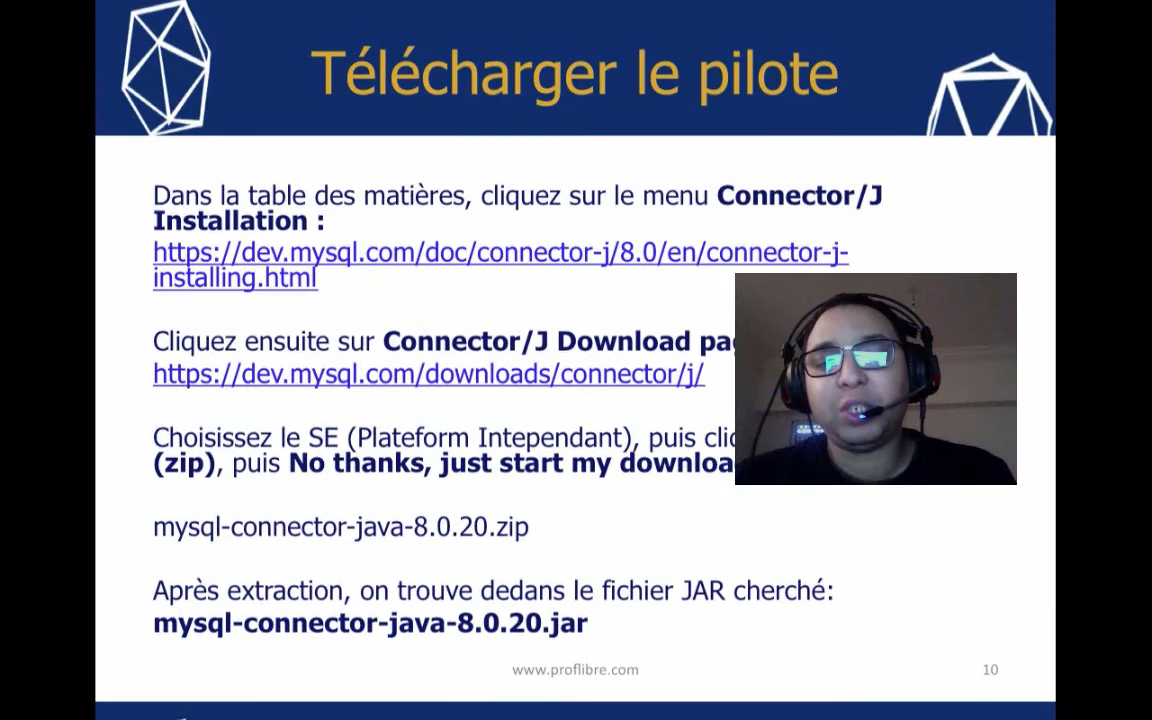 Télécharger le pilote
Dans la table des matières, cliquez sur le menu Connector/J
Installation :
https://dev.mysql.com/doc/connector-j/8.0/en/connector-j-
installing.html
Cliquez ensuite sur Connector/J Download
https://dev.mysql.com/downloads/connector/j/
Choisissez le SE (Plateform Intependant), puis
(zip), puis No thanks, just start my
mysql-connector-java-8.0.20.zip
Après extraction, on trouve dedans le fichier JAR cherché:
mysql-connector-java-8.0.20.jar
www.proflibre.com
10